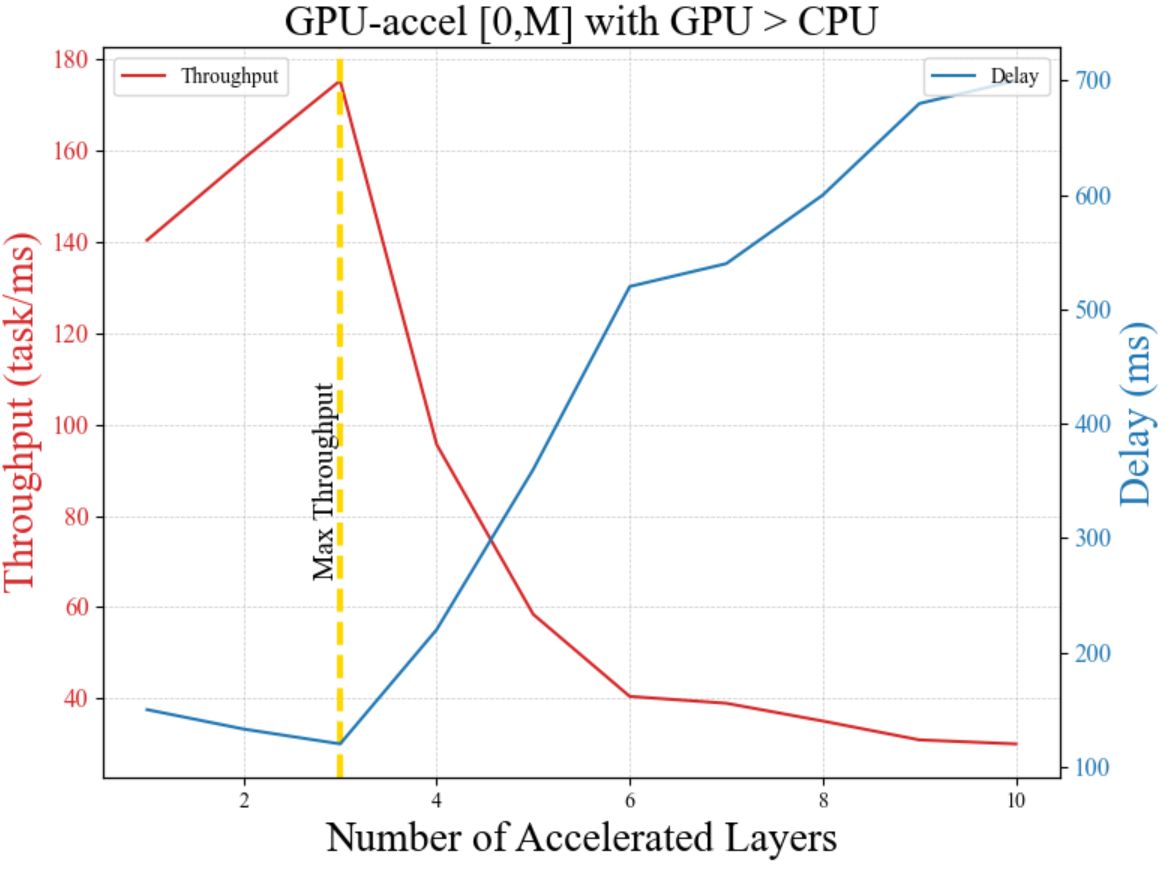 GPU-accel [0,M] with GPU > CPU
Throughput
Delay
Throughput (task/ms)
180
160
140
120
100
80
60
40
Max Throughput
700
600
500
400
300
200
100
Delay (ms)
2
4
6
8
10
Number of Accelerated Layers